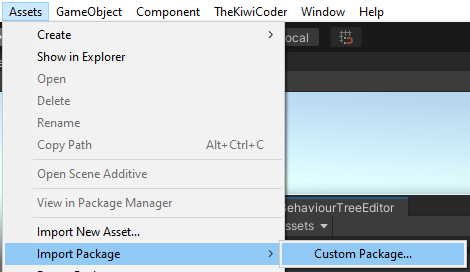 Assets GameObject Component TheKiwiCoder Window Help
Create
ocal
Show in Explorer
Open
Delete
Rename
Copy Path Alt+Ctrl+C
Open Scene Additive
View in Package Manager
BehaviourTreeEditor
Import New Asset...
ssets
Import Package Custom Package...